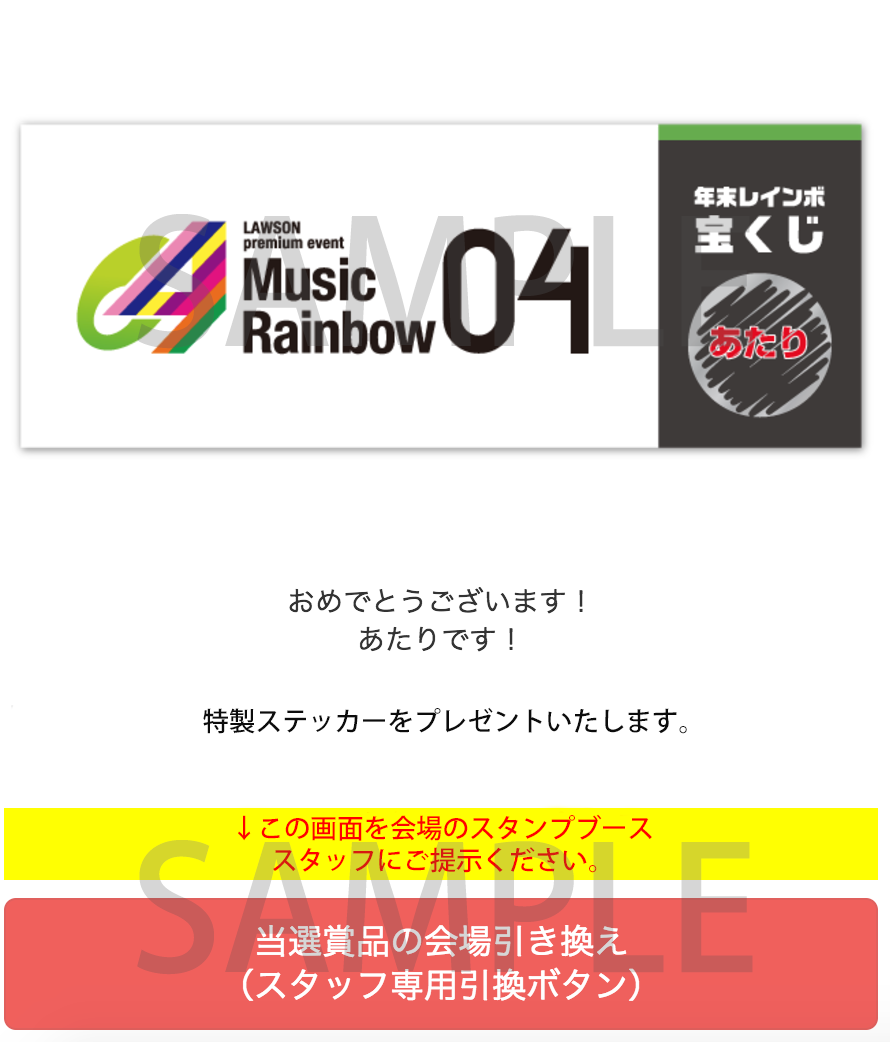 LAWSON
premium event
Music
Rainbow
04
年末レインボ
宝くじ
あたり
SAMPLE
おめでとうございます！
あたりです！
特製ステッカーをプレゼントいたします。
↓この画面を会場のスタンプブース
スタッフにご提示ください。
SAMPLE
当選賞品の会場引き換え
（スタッフ専用引換ボタン）